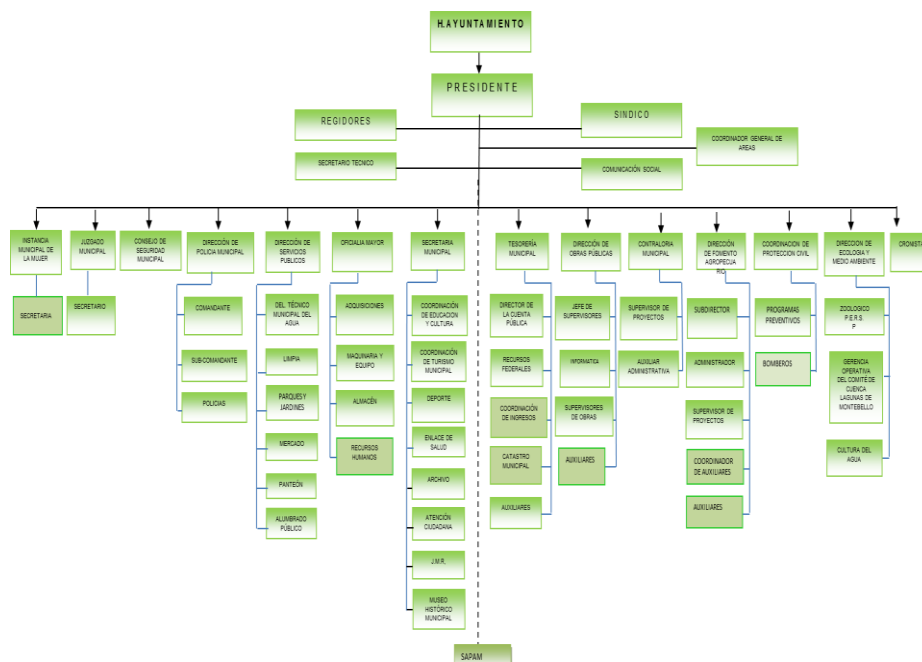 H.AYUNTAMIENTO
PRESIDENTE
REGIDORES
SINDICO
COORDINADOR GENERAL DE
AREAS
SECRETARIO TECNICO
COMUNICACIÓN SOCIAL
INSTANCIA
MUNICIPAL DE
LA MUJER
JUZGADO
MUNICIPAL
CONSEJO DE
SEGURIDAD
MUNICIPAL
DIRECCIÓN DE
POLICIA MUNICIPAL
DIRECCIÓN DE
SERVICIOS
PUBLICOS
OFICIALIA MAYOR
SECRETARIA
MUNICIPAL
TESORERÍA
MUNICIPAL
DIRECCIÓN DE
OBRAS PÚBLICAS
CONTRALORIA
MUNICIPAL
DIRECCIÓN
DE FOMENTO
AGROPECUA
RIO
COORDINACION DE
PROTECCION CIVIL
DIRECCION DE
ECOLOGIA Y
MEDIO AMBIENTE
CRONISTA
SECRETARIA
SECRETARIO
COMANDANTE
SUB-COMANDANTE
POLICIAS
DEL TÉCNICO
MUNICIPAL DEL
AGUA
LIMPIA
PARQUES Y
JARDINES
MERCADO
PANTEÓN
ALUMBRADO
PÚBLICO
ADQUISICIONES
MAQUINARIA Y
EQUIPO
ALMACÉN
RECURSOS
HUMANOS
COORDINACIÓN
DE EDUCACION
Y CULTURA
COORDINACIÓN
DE TURISMO
MUNICIPAL
DEPORTE
ENLACE DE
SALUD
ARCHIVO
ATENCIÓN
CIUDADANA
J.M.R.
MUSEO
HISTÓRICO
MUNICIPAL
DIRECTOR DE
LA CUENTA
PÚBLICA
RECURSOS
FEDERALES
COORDINACIÓN
DE INGRESOS
CATASTRO
MUNICIPAL
AUXILIARES
JEFE DE
SUPERVISORES
INFORMATICA
SUPERVISORES
DE OBRAS
AUXILIARES
SUPERVISOR DE
PROYECTOS
AUXILIAR
ADMINISTRATIVA
SUBDIRECTOR
ADMINISTRADOR
SUPERVISOR DE
PROYECTOS
COORDINADOR
DE AUXILIARES
AUXILIARES
PROGRAMAS
PREVENTIVOS
BOMBEROS
ZOOLOGICO
P.E.R.S.
P
GERENCIA
OPERATIVA
DEL COMITÉ DE
CUENCA
LAGUNAS DE
MONTEBELLO
CULTURA DEL
AGUA
SAPAM